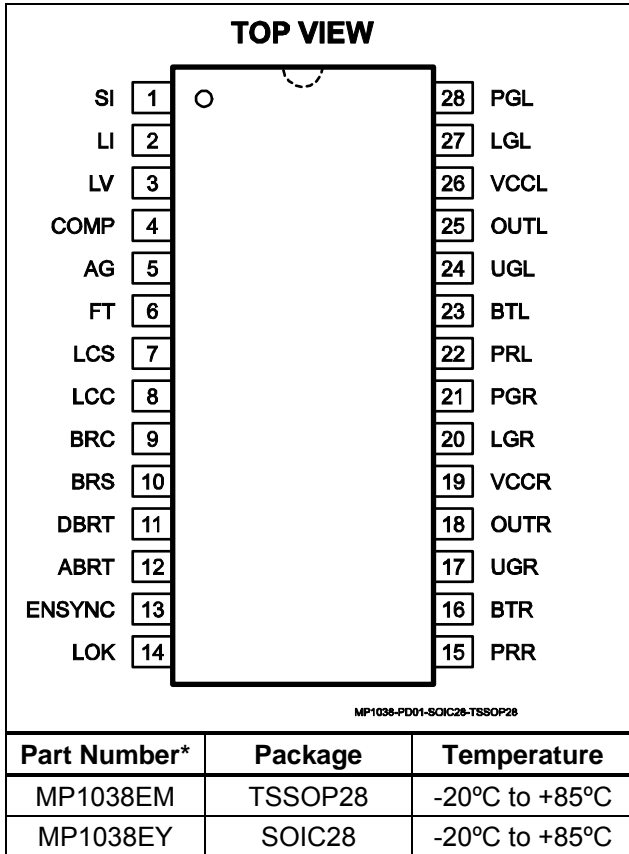 TOP VIEW
SI 1 28 PGL
LI 2 27 LGL
LV 3 26 VCCL
COMP 4 25 OUTL
AG 5 24 UGL
FT 6 23 BTL
LCS 7 22 PRL
LCC 8 21 PGR
BRC 9 20 LGR
BRS 10 19 VCCR
DBRT 11 18 OUTR
ABRT 12 17 UGR
ENSYNC 13 16 BTR
LOK 14 15 PRR
MP1038-PD01-SOIC28-TSSOP28
Part Number* Package Temperature
MP1038EM TSSOP28 -20ºC to +85ºC
MP1038EY SOIC28 -20ºC to +85ºC